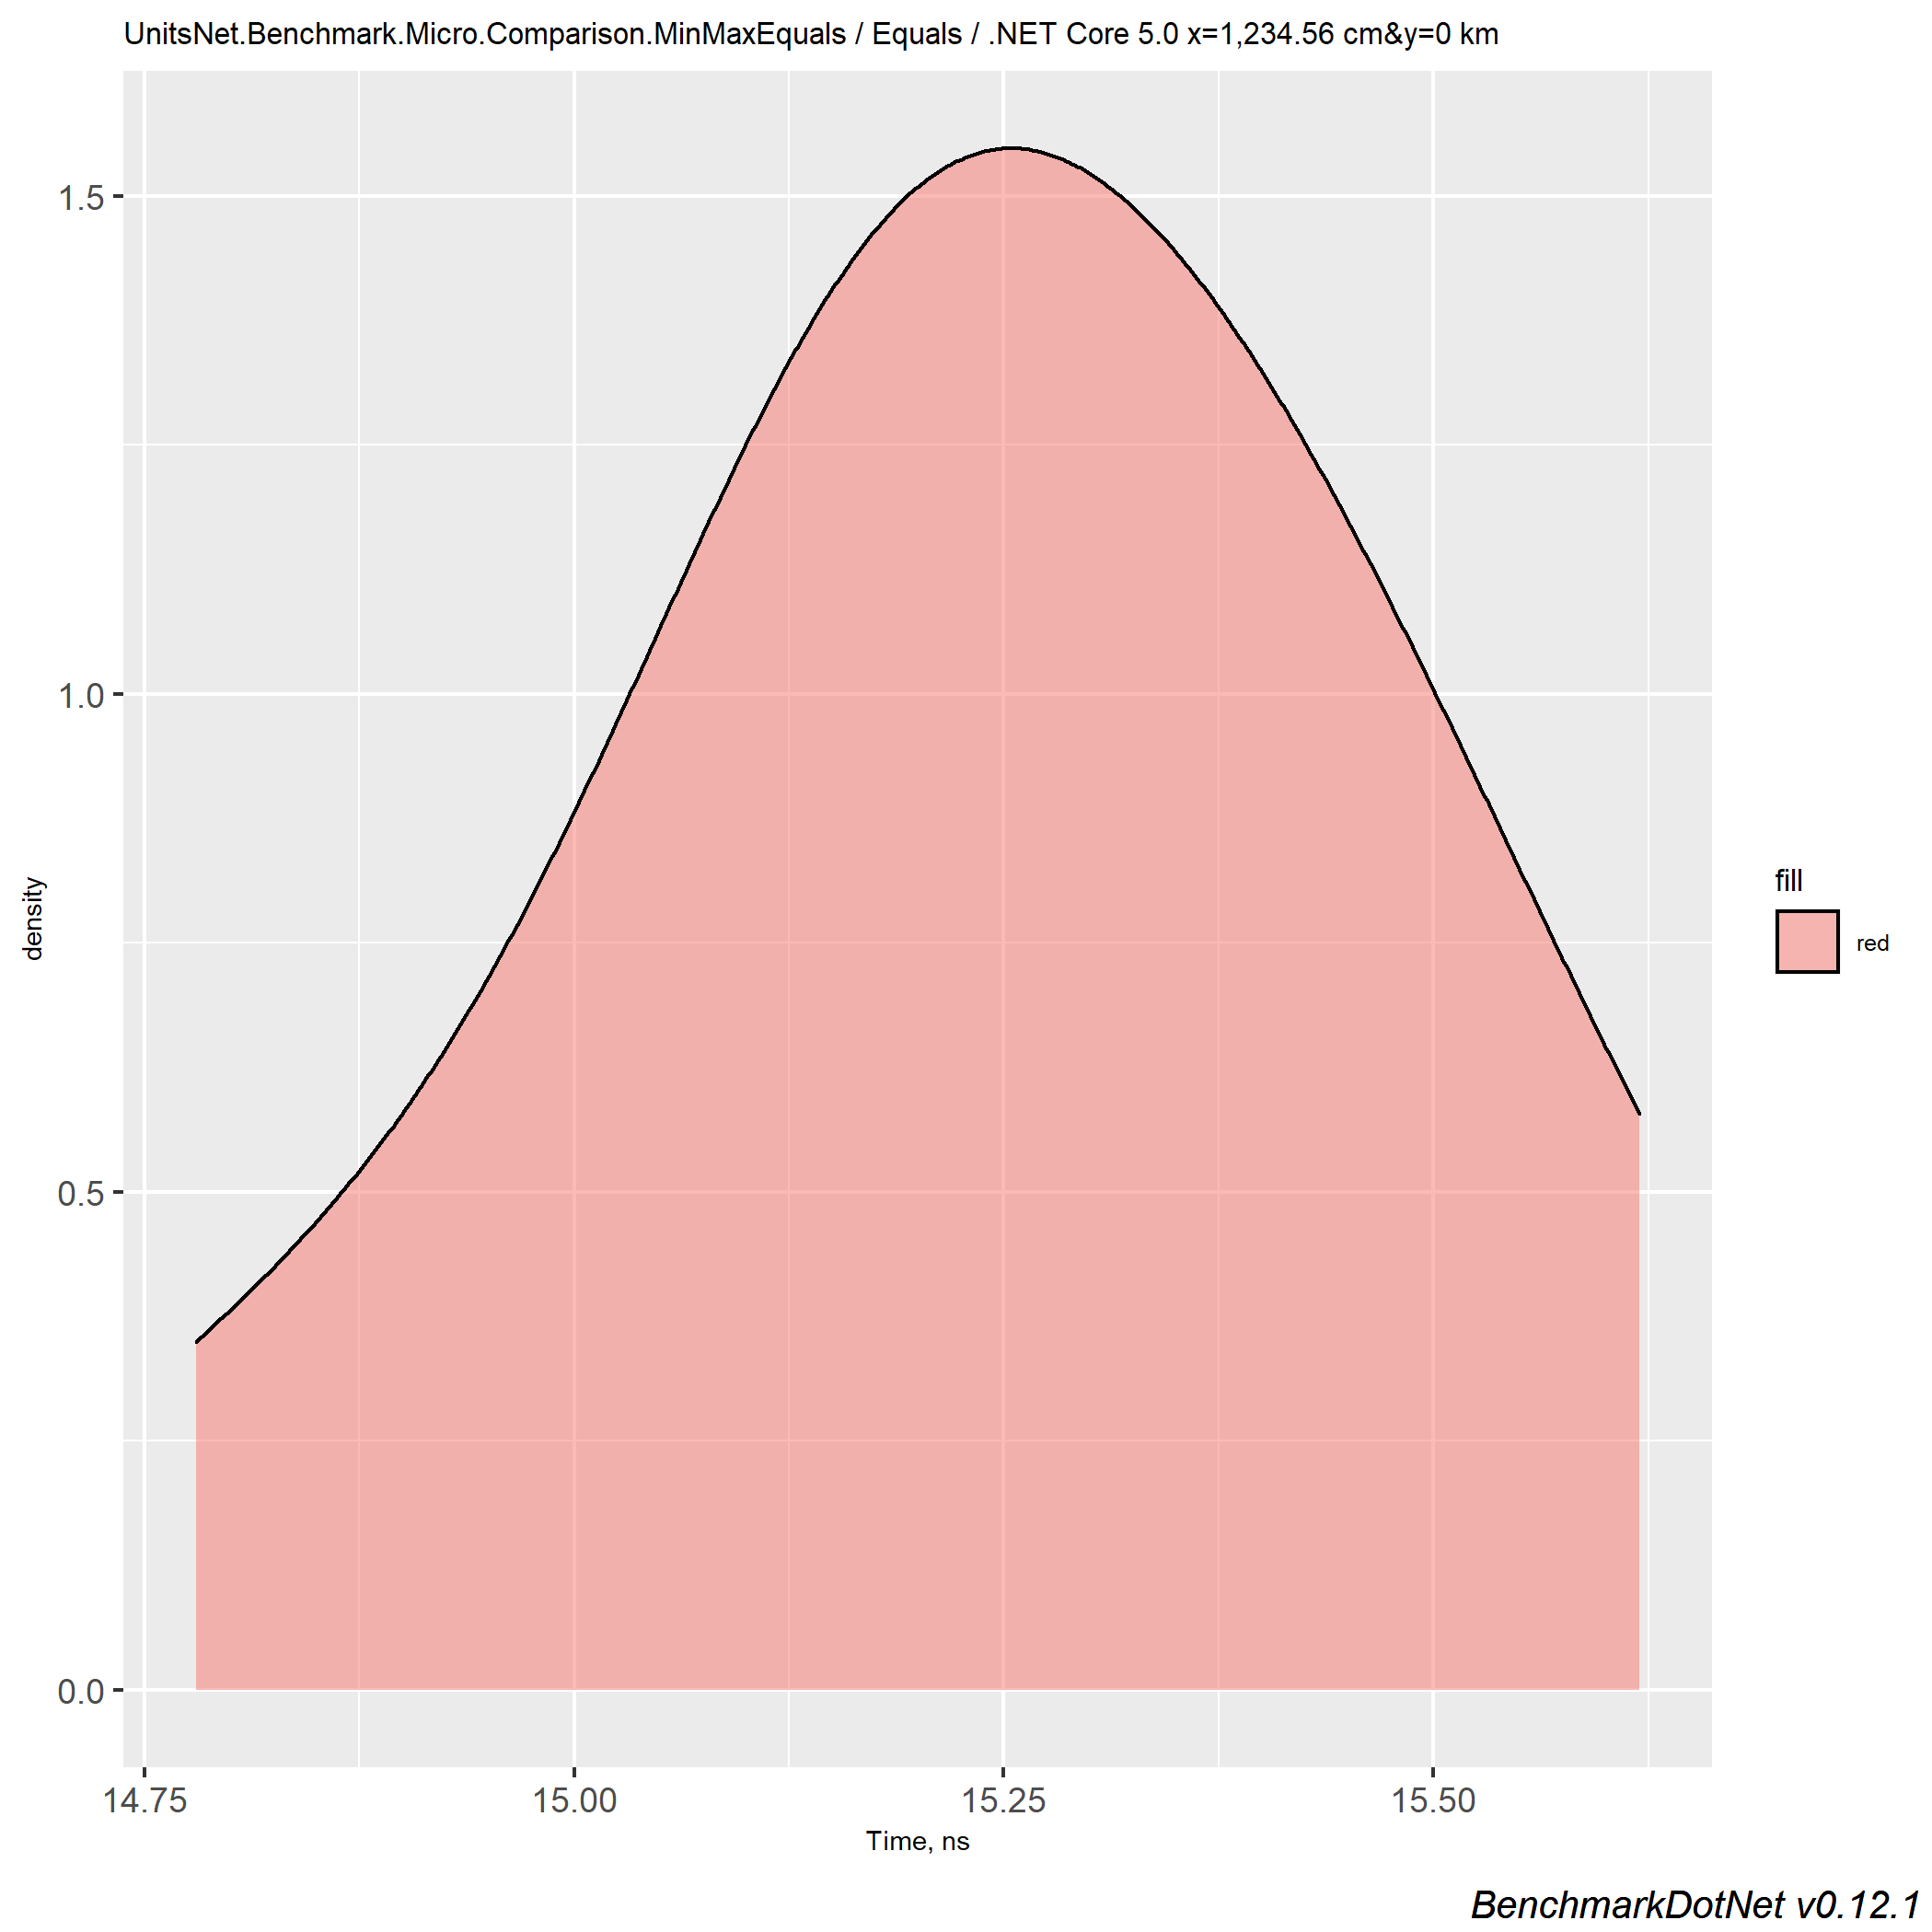 UnitsNet.Benchmark.Micro.Comparison.MinMaxEquals / Equals / .NET Core 5.0 x=1,234.56 cm&y=0 km
1.5
1.0
0.5
0.0
density
fill
red
14.75 15.00 15.25 15.50
Time, ns
BenchmarkDotNet v0.12.1